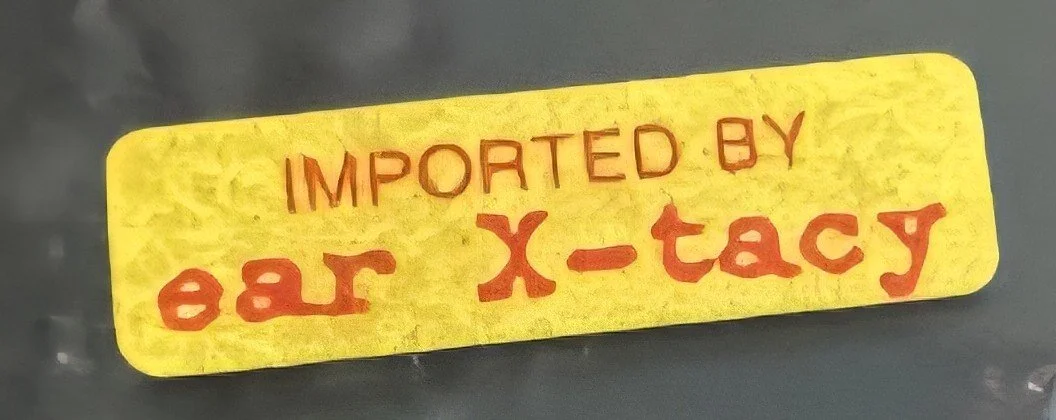 IMPORTED BY
ear X-tacy